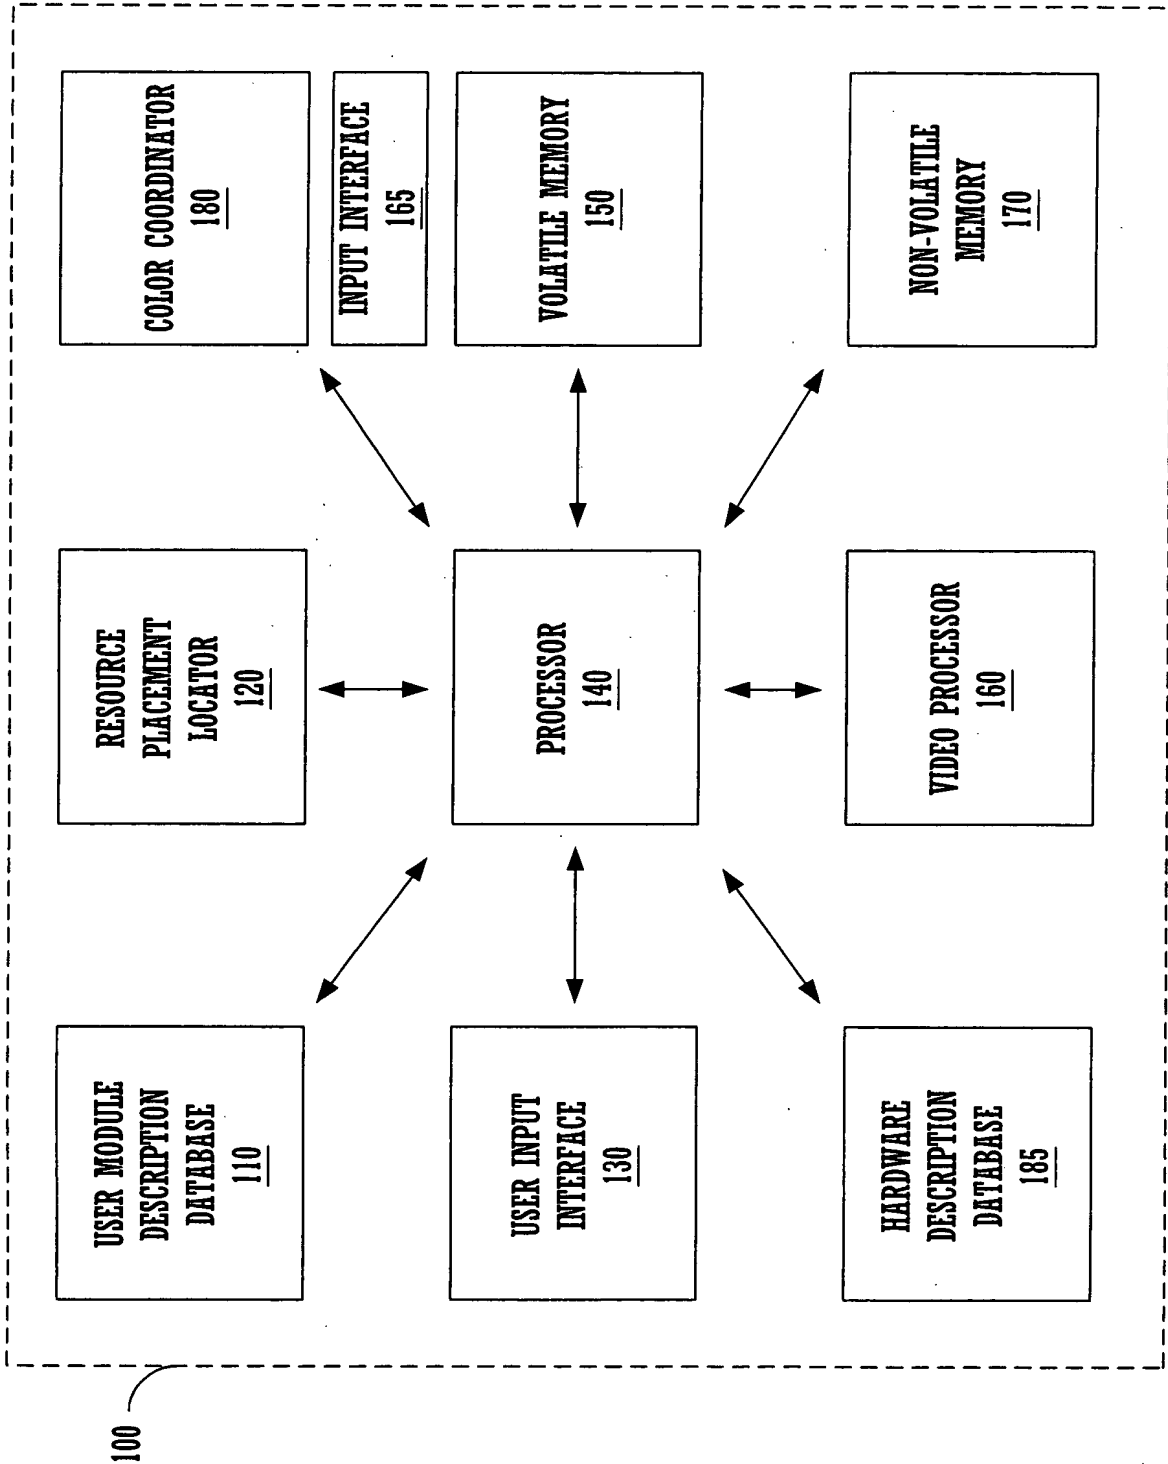 100
USER MODULE
DESCRIPTION
DATABASE
110
RESOURCE
PLACEMENT
LOCATOR
120
COLOR COORDINATOR
180
INPUT INTERFACE
165
USER INPUT
INTERFACE
130
PROCESSOR
140
VOLATILE MEMORY
150
HARDWARE
DESCRIPTION
DATABASE
185
VIDEO PROCESSOR
160
NON-VOLATILE
MEMORY
170